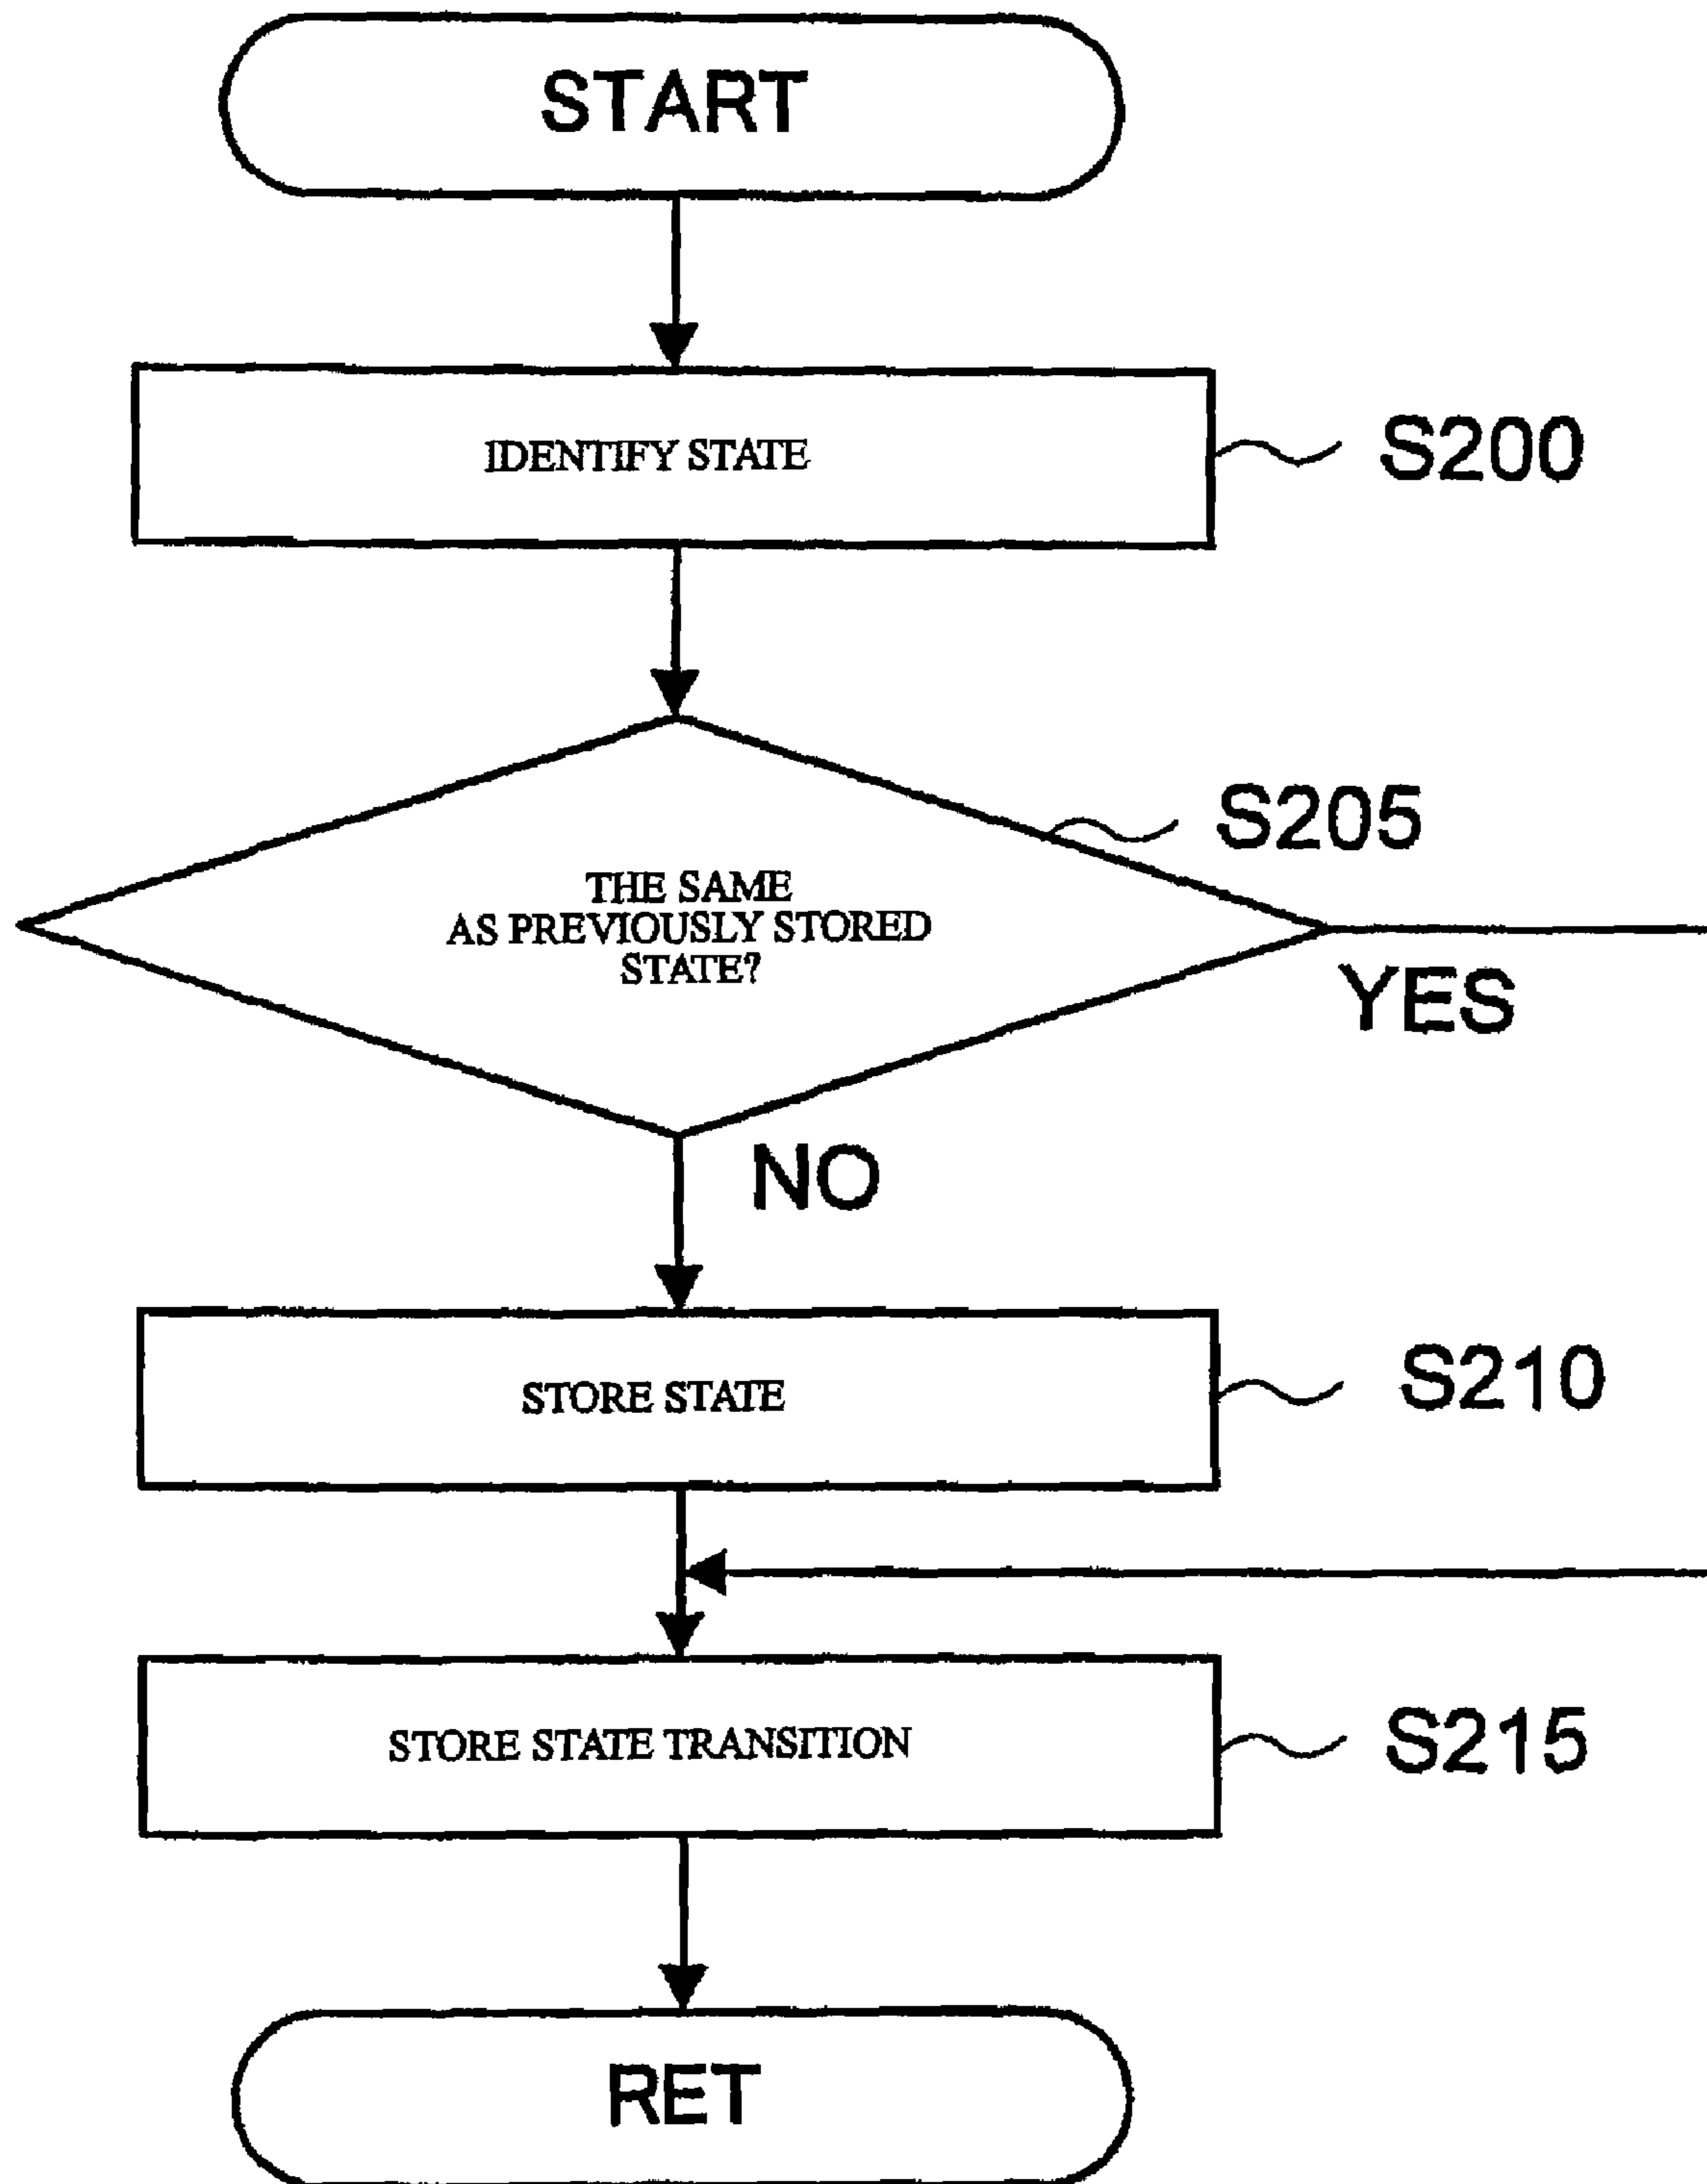 START
IDENTIFY STATE
S200
S205
THE SAME
AS PREVIOUSLY STORED
STATE?
YES
NO
STORE STATE
S210
STORE STATE TRANSITION
S215
RET